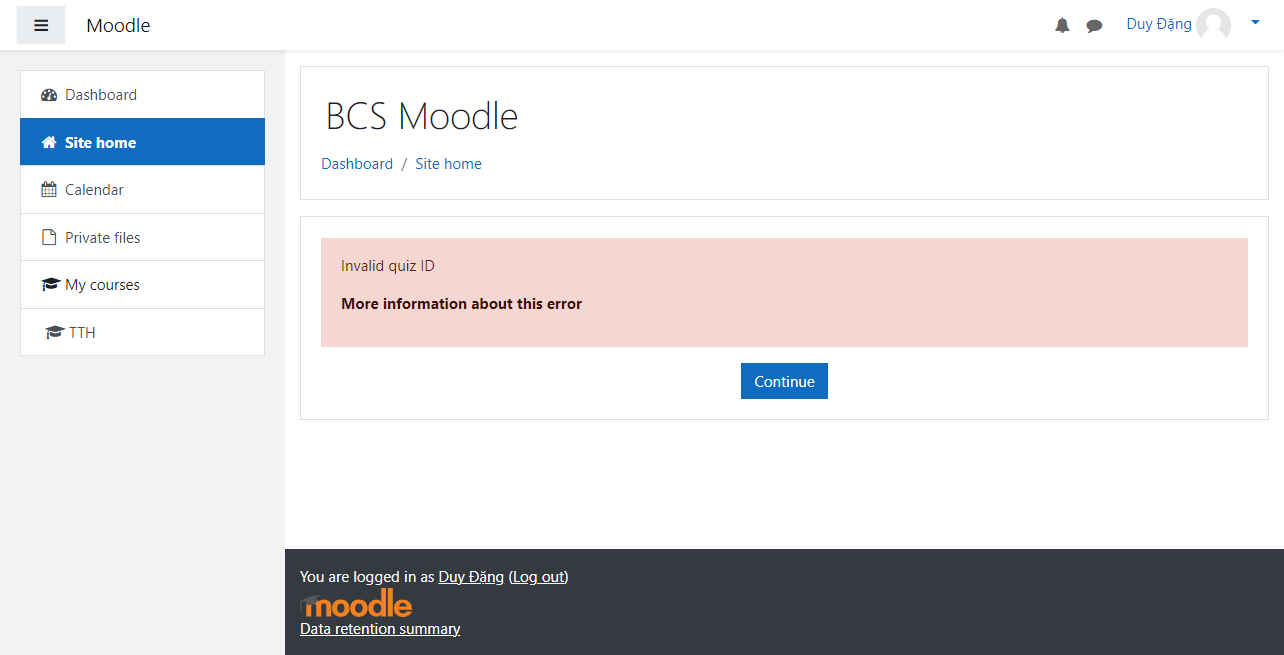 Moodle
Duy Đặng
Dashboard
Site home
Calendar
Private files
My courses
TTH
BCS Moodle
Dashboard / Site home
Invalid quiz ID
More information about this error
Continue
You are logged in as Duy Đặng (Log out)
moodle
Data retention summary